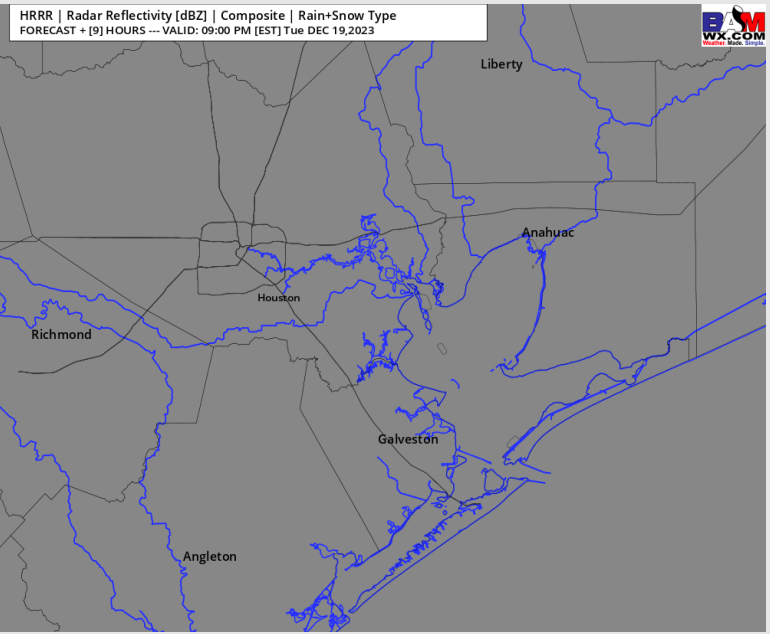 HRRR | Radar Reflectivity [dBZ] | Composite | Rain+Snow Type
FORECAST + [9] HOURS --- VALID: 09:00 PM [EST] Tue DEC 19,2023
BAM
WX.COM
Weather. Made. Simple.
Liberty
Anahuac
Houston
Richmond
Galveston
Angleton